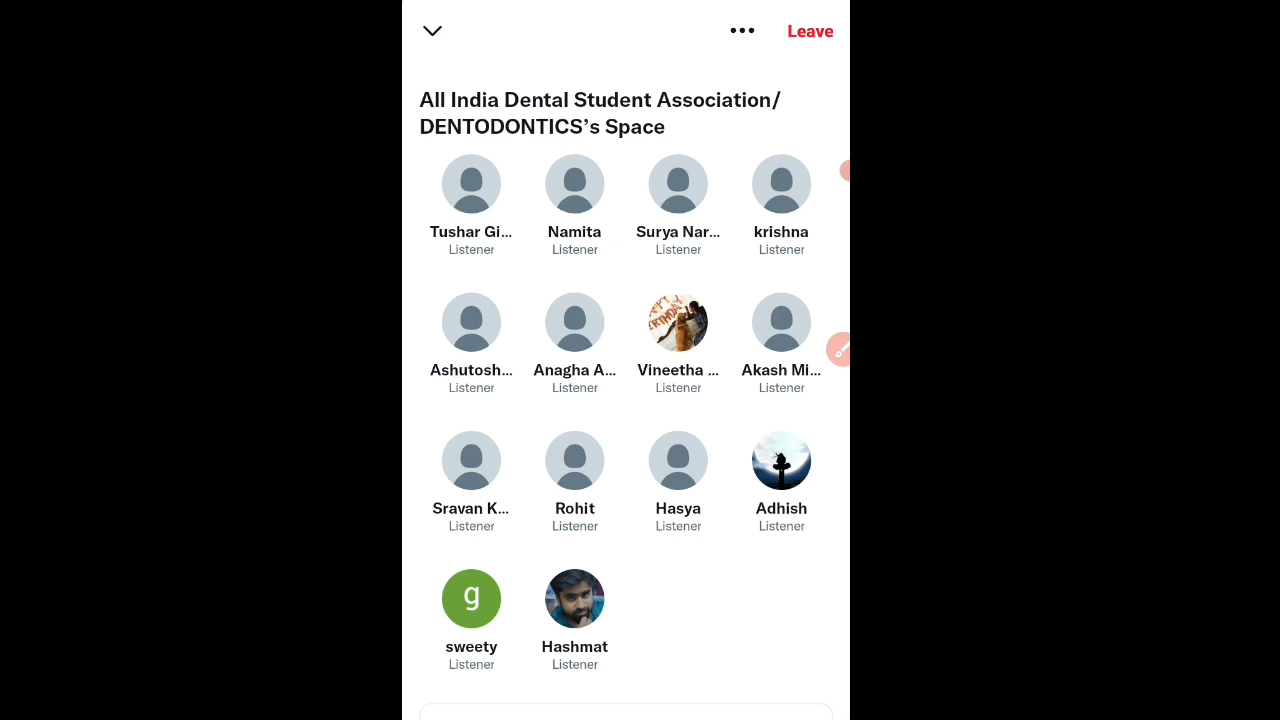 Leave
All India Dental Student Association/
DENTODONTICS’s Space
Tushar Gi... Namita Surya Nar... krishna
Listener Listener Listener Listener
Ashutosh... Anagha A... Vineetha ... Akash Mi...
Listener Listener Listener Listener
Sravan K... Rohit Hasya Adhish
Listener Listener Listener Listener
g
sweety Hashmat
Listener Listener